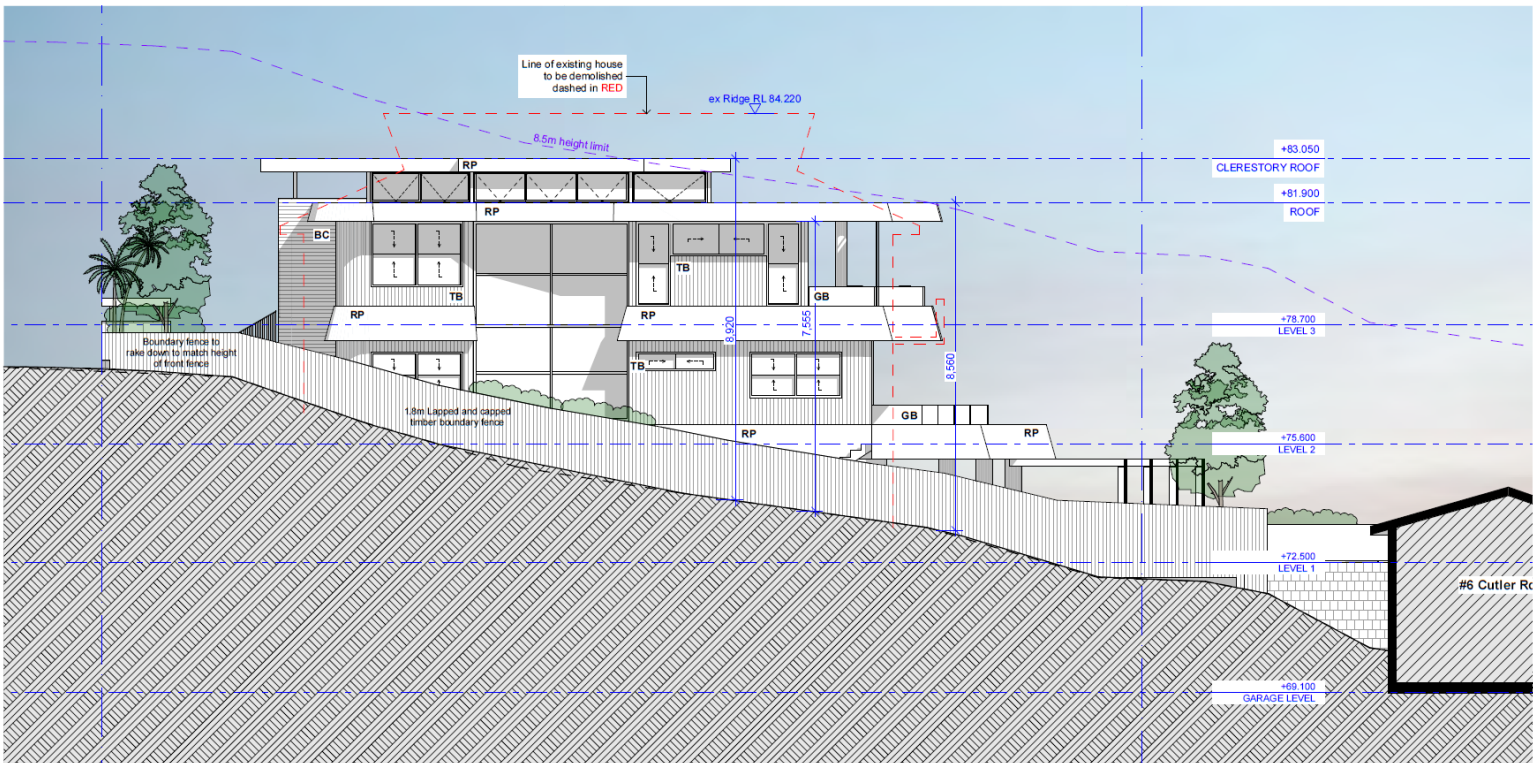 Line of existing house
to be demolished
dashed in RED
ex Ridge RL 84.220
8.5m height limit
+83.050
CLERESTORY ROOF
RP
+81.900
ROOF
RP
BC
TB
TB
GB
RP
RP
+78.700
LEVEL 3
8,920
7,555
8,560
Boundary fence to
rake down to match height
of front fence
TB
1.8m Lapped and capped
timber boundary fence
GB
RP
RP
+75.600
LEVEL 2
+72.500
LEVEL 1
#6 Cutler Ro
+69.100
GARAGE LEVEL